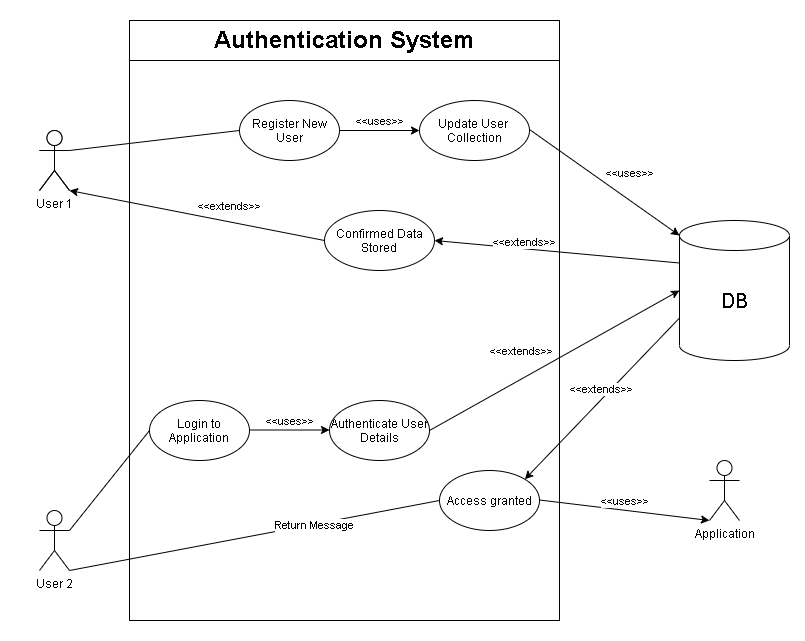 Authentication System
Register New
User
<<uses>>
Update User
Collection
<<uses>>
User 1
<<extends>>
Confirmed Data
Stored
<<extends>>
DB
<<extends>>
<<extends>>
Login to
Application
<<uses>>
Authenticate User
Details
Access granted
<<uses>>
Return Message
Application
User 2